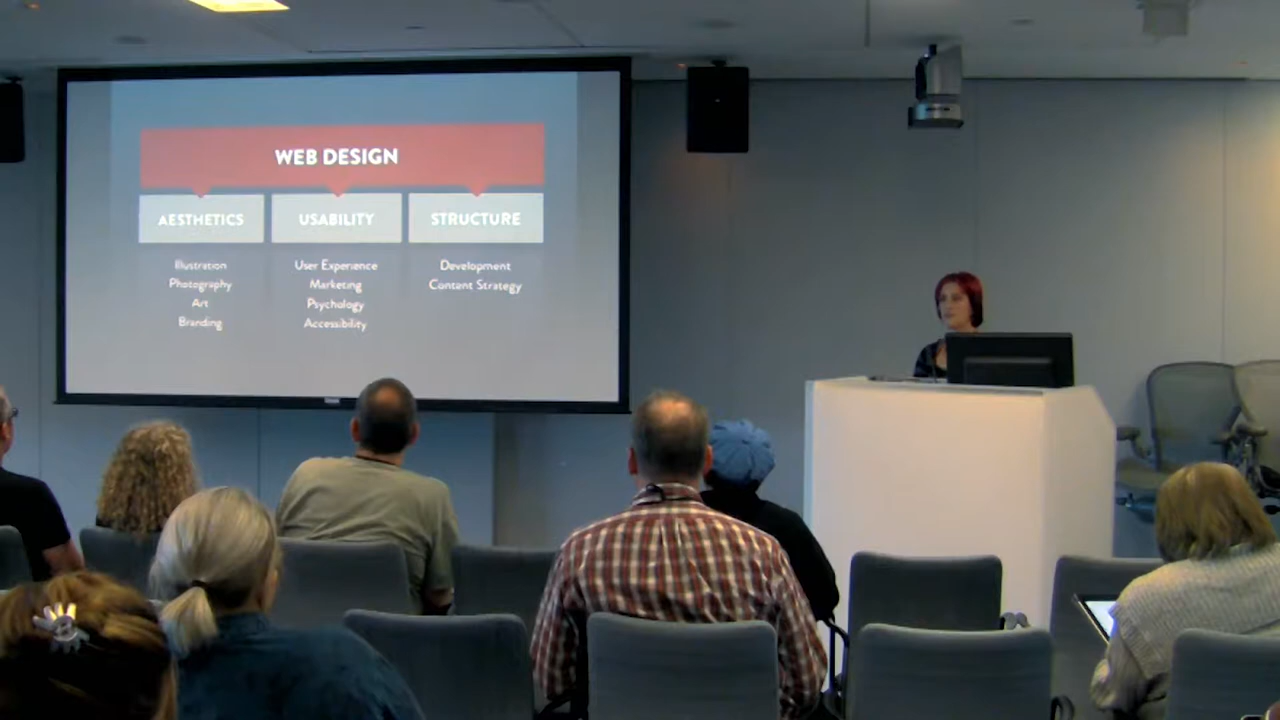 WEB DESIGN
AESTHETICS
Illustration
Photography
Art
Branding
USABILITY
User Experience
Marketing
Psychology
Accessibility
STRUCTURE
Development
Content Strategy